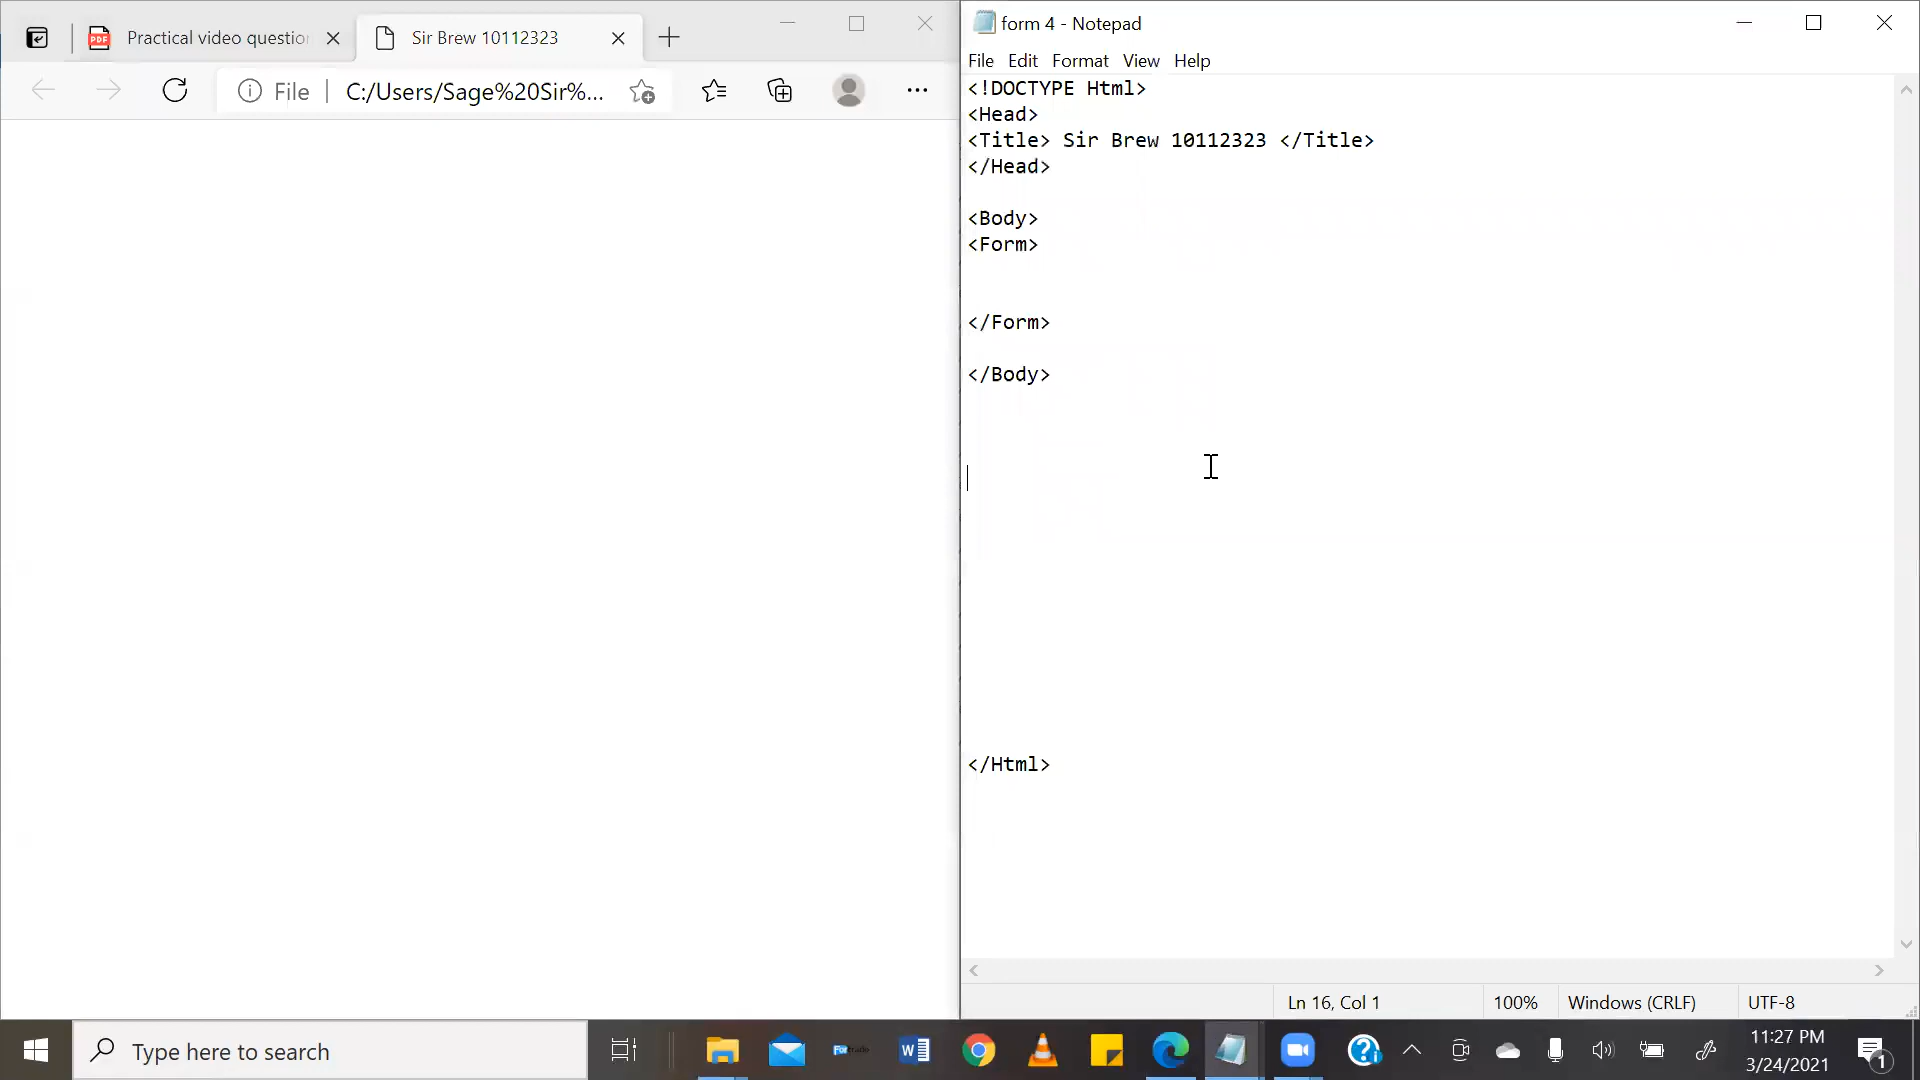 Practical video questio
Sir Brew 10112323
File
C:/Users/Sage%20Sir%...
form 4 - Notepad
File Edit Format View Help
<!DOCTYPE Html>
<Head>
<Title> Sir Brew 10112323 </Title>
</Head>
<Body>
<Form>
</Form>
</Body>
</Html>
Ln 16, Col 1
100%
Windows (CRLF)
UTF-8
Type here to search
11:27 PM
3/24/2021
1